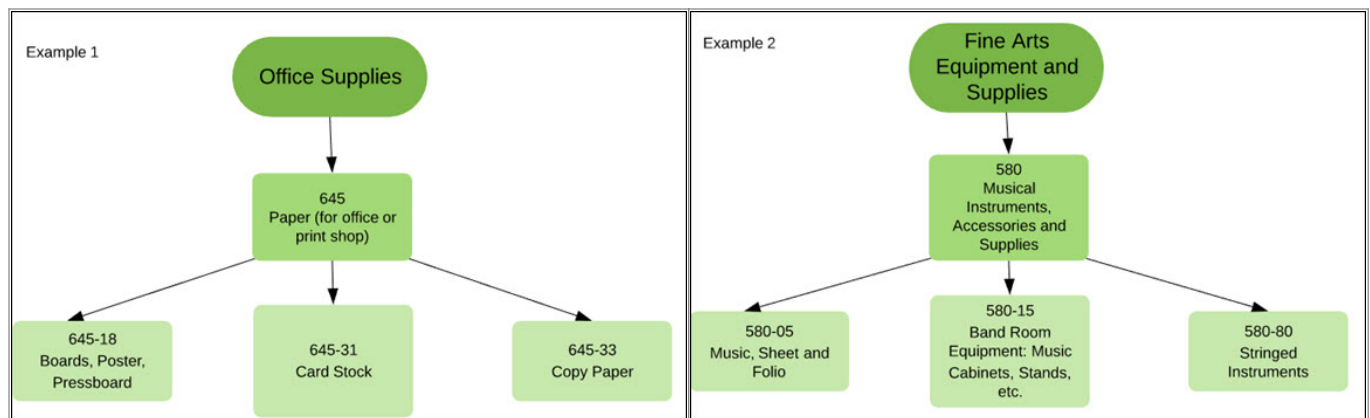 Example 1
Office Supplies
645
Paper (for office or
print shop)
645-18
Boards, Poster,
Pressboard
645-31
Card Stock
645-33
Copy Paper
Example 2
Fine Arts
Equipment and
Supplies
580
Musical
Instruments,
Accessories and
Supplies
580-05
Music, Sheet and
Folio
580-15
Band Room
Equipment: Music
Cabinets, Stands,
etc.
580-80
Stringed
Instruments